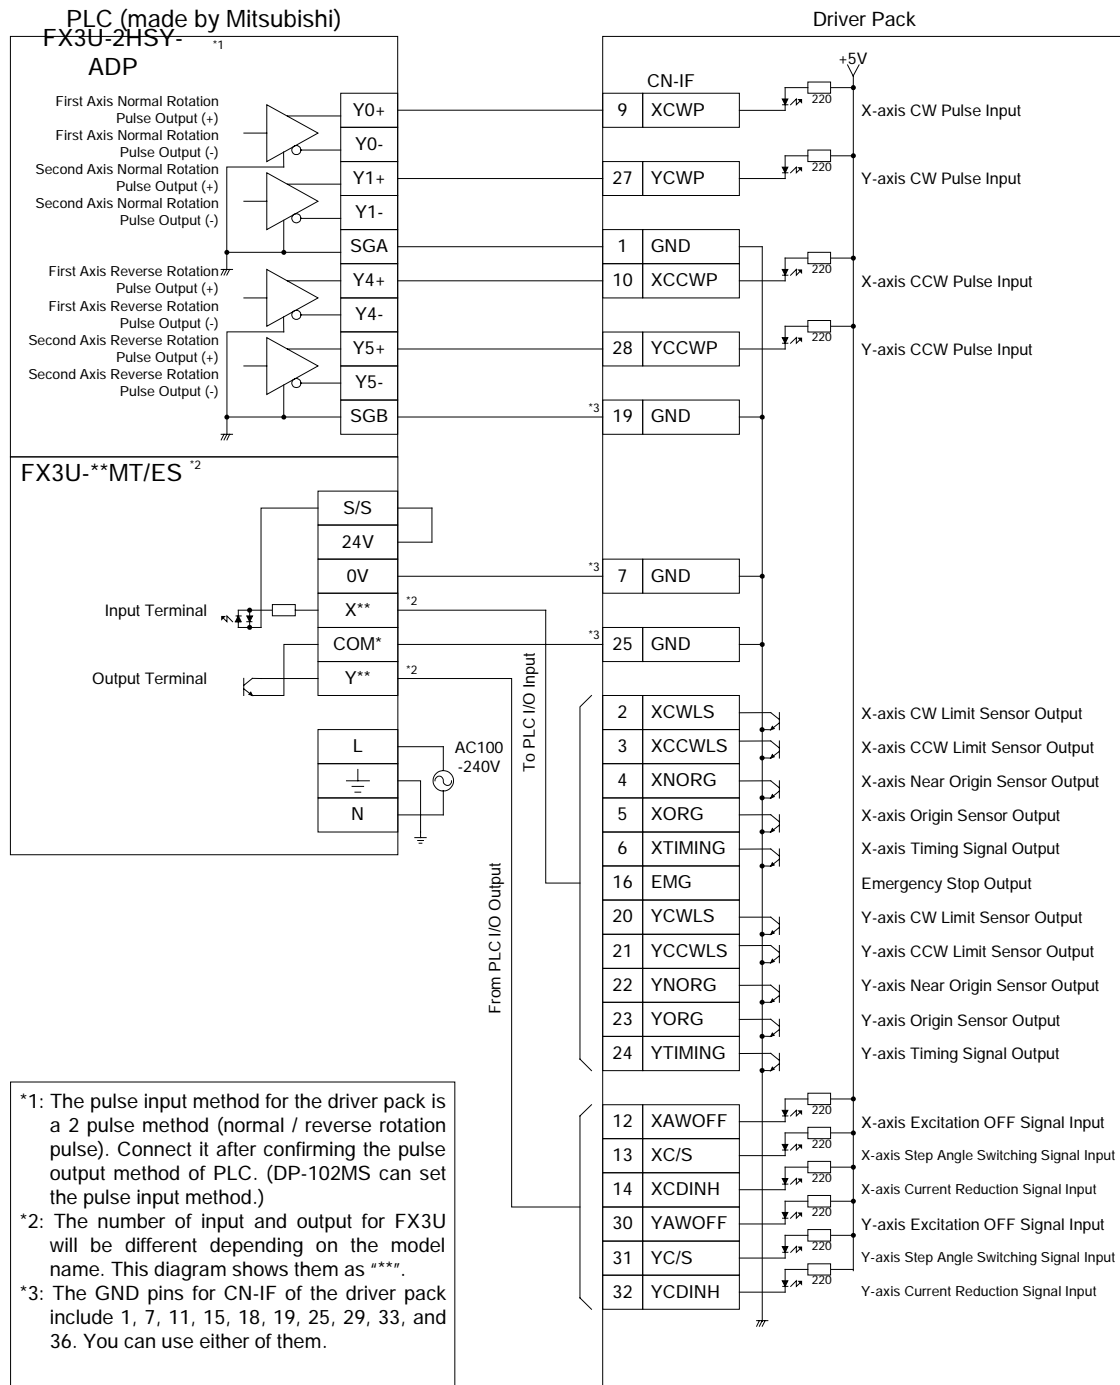 PLC (made by Mitsubishi)
Driver Pack
FX3U-2HSY-
ADP
*1
+5V
CN-IF
First Axis Normal Rotation
Pulse Output (+)
First Axis Normal Rotation
Pulse Output (-)
Second Axis Normal Rotation
Pulse Output (+)
Second Axis Normal Rotation
Pulse Output (-)
First Axis Reverse Rotation
Pulse Output (+)
First Axis Reverse Rotation
Pulse Output (-)
Second Axis Reverse Rotation
Pulse Output (+)
Second Axis Reverse Rotation
Pulse Output (-)
Y0+
Y0-
Y1+
Y1-
SGA
Y4+
Y4-
Y5+
Y5-
SGB
9 XCWP 220 X-axis CW Pulse Input
27 YCWP 220 Y-axis CW Pulse Input
1 GND
10 XCCWP 220 X-axis CCW Pulse Input
28 YCCWP 220 Y-axis CCW Pulse Input
*3 19 GND
FX3U-**MT/ES *2
S/S
24V
0V
Input Terminal X** *2
COM*
Output Terminal Y** *2
L
N
AC100
-240V
*3 7 GND
*3 25 GND
To PLC I/O Input
From PLC I/O Output
2 XCWLS X-axis CW Limit Sensor Output
3 XCCWLS X-axis CCW Limit Sensor Output
4 XNORG X-axis Near Origin Sensor Output
5 XORG X-axis Origin Sensor Output
6 XTIMING X-axis Timing Signal Output
16 EMG Emergency Stop Output
20 YCWLS Y-axis CW Limit Sensor Output
21 YCCWLS Y-axis CCW Limit Sensor Output
22 YNORG Y-axis Near Origin Sensor Output
23 YORG Y-axis Origin Sensor Output
24 YTIMING Y-axis Timing Signal Output
12 XAWOFF 220 X-axis Excitation OFF Signal Input
13 XC/S 220 X-axis Step Angle Switching Signal Input
14 XCDINH 220 X-axis Current Reduction Signal Input
30 YAWOFF 220 Y-axis Excitation OFF Signal Input
31 YC/S 220 Y-axis Step Angle Switching Signal Input
32 YCDINH 220 Y-axis Current Reduction Signal Input
*1: The pulse input method for the driver pack is
a 2 pulse method (normal / reverse rotation
pulse). Connect it after confirming the pulse
output method of PLC. (DP-102MS can set
the pulse input method.)
*2: The number of input and output for FX3U
will be different depending on the model
name. This diagram shows them as "**".
*3: The GND pins for CN-IF of the driver pack
include 1, 7, 11, 15, 18, 19, 25, 29, 33, and
36. You can use either of them.